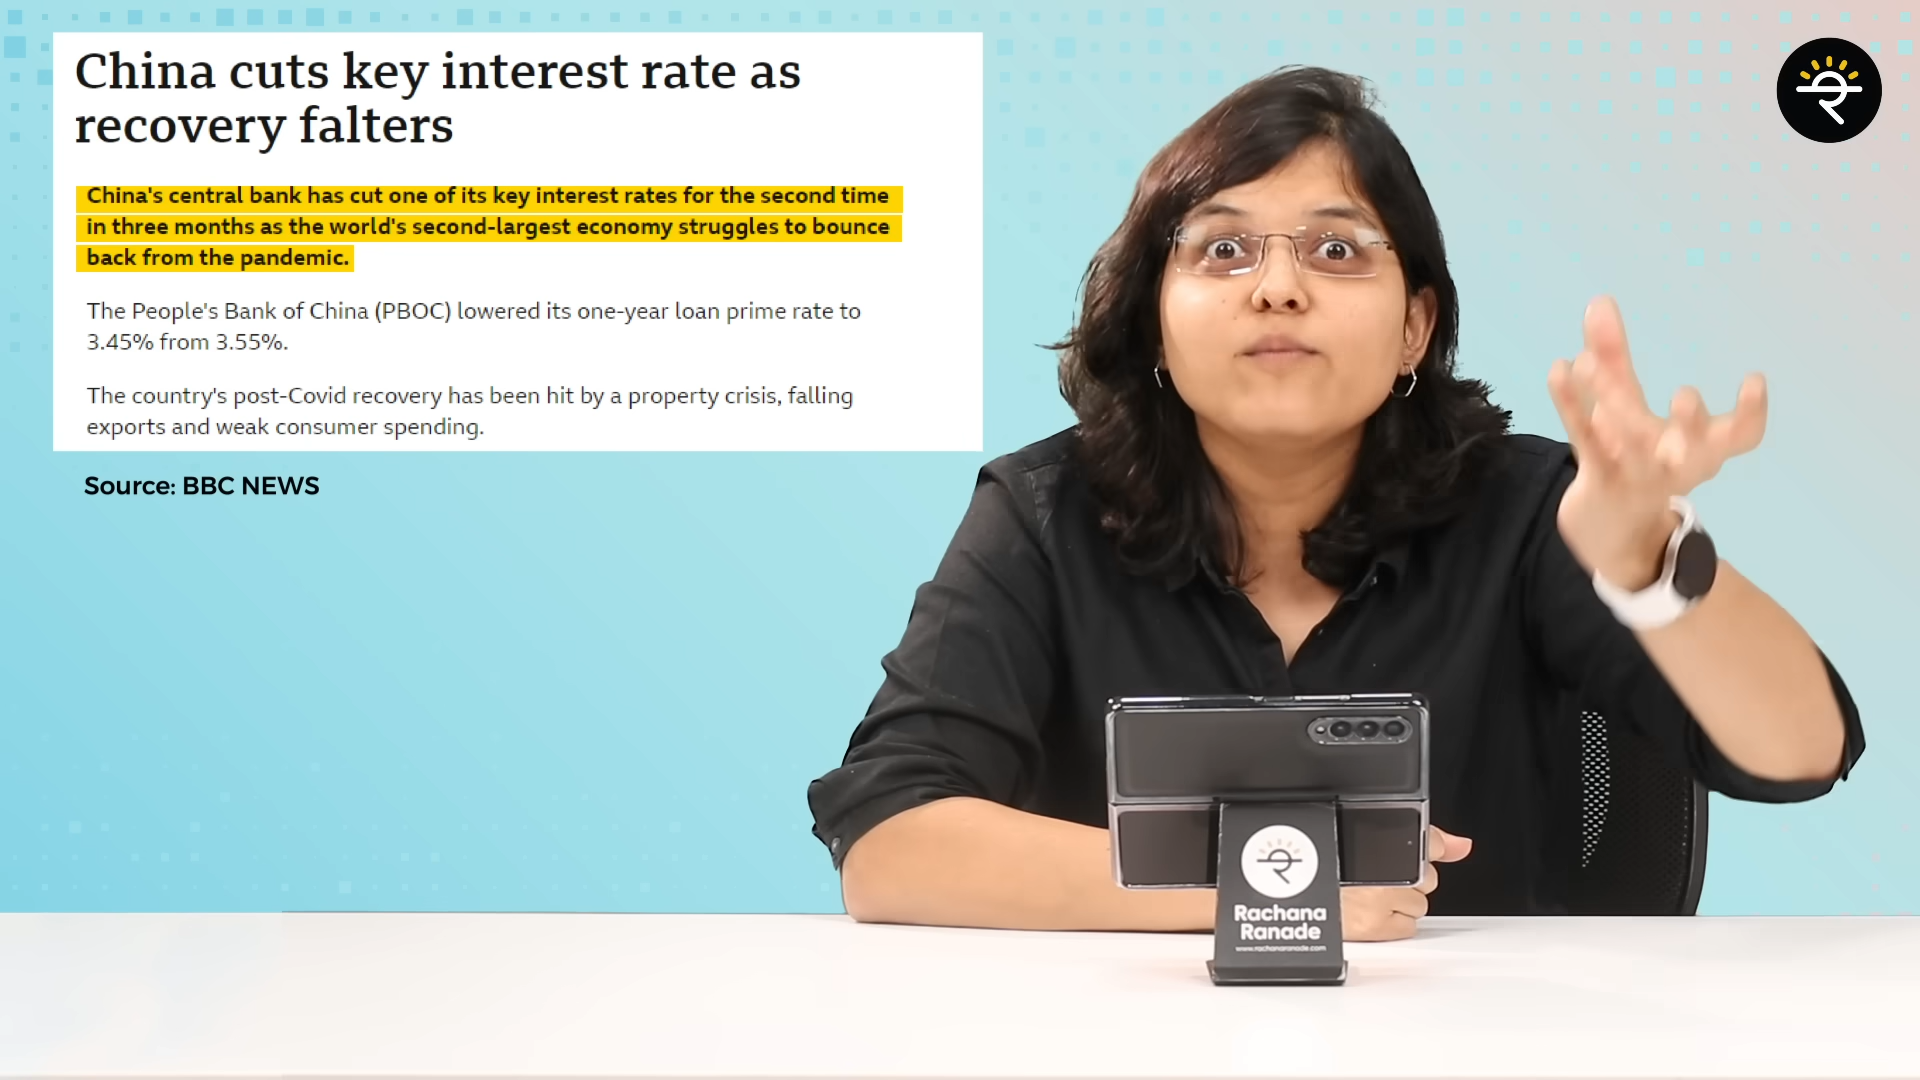 China cuts key interest rate as
recovery falters
China's central bank has cut one of its key interest rates for the second time
in three months as the world's second-largest economy struggles to bounce
back from the pandemic.
The People's Bank of China (PBOC) lowered its one-year loan prime rate to
3.45% from 3.55%.
The country's post-Covid recovery has been hit by a property crisis, falling
exports and weak consumer spending.
Source: BBC NEWS
Rachana
Ranade
www.rachanaranade.com